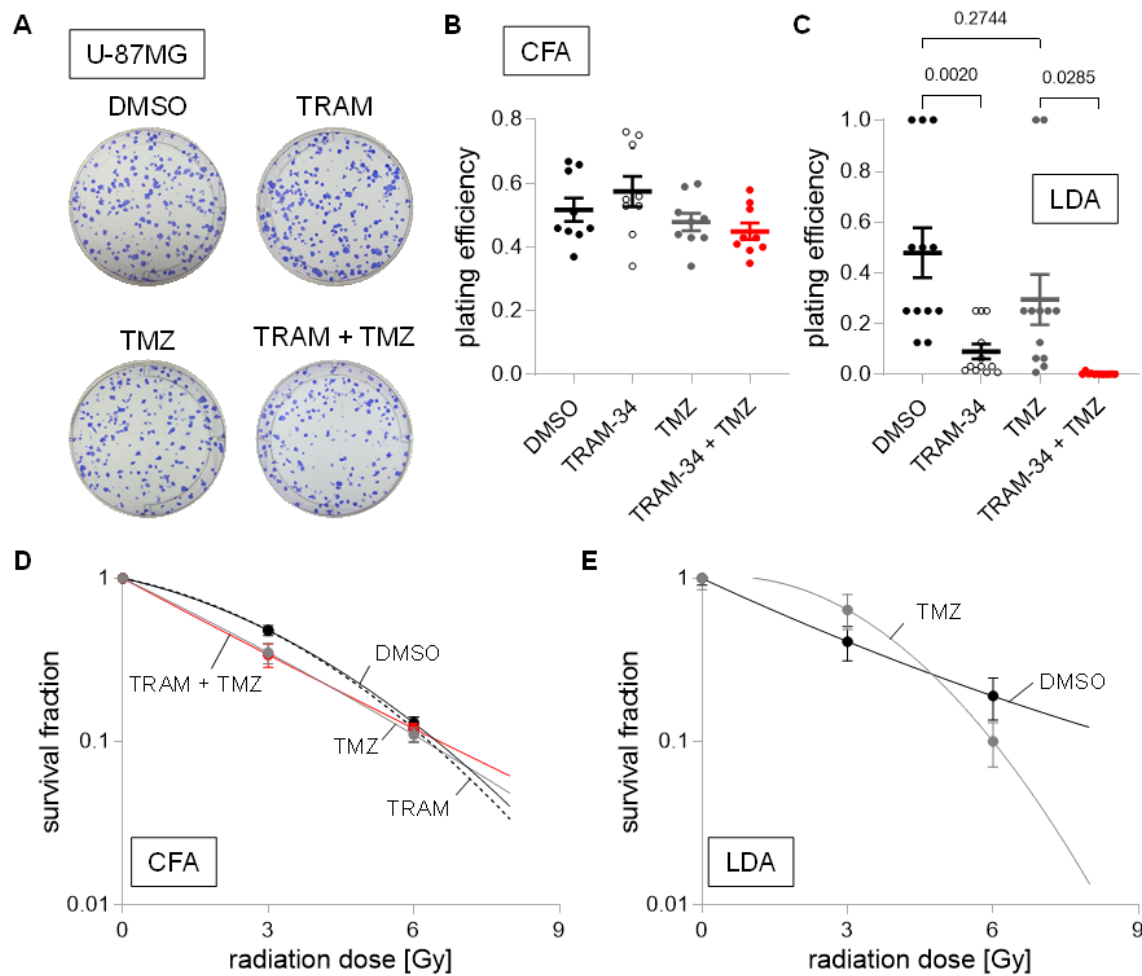 A
U-87MG
DMSO
TRAM
TMZ
TRAM + TMZ
B
CFA
plating efficiency
0.8
0.6
0.4
0.2
0.0
DMSO
TRAM-34
TMZ
TRAM-34 + TMZ
C
0.2744
0.0020
0.0285
LDA
plating efficiency
1.0
0.8
0.6
0.4
0.2
0.0
DMSO
TRAM-34
TMZ
TRAM-34 + TMZ
D
survival fraction
1
0.1
0.01
TRAM + TMZ
DMSO
TMZ
TRAM
CFA
0
3
6
9
radiation dose [Gy]
E
survival fraction
1
0.1
0.01
TMZ
DMSO
LDA
0
3
6
9
radiation dose [Gy]